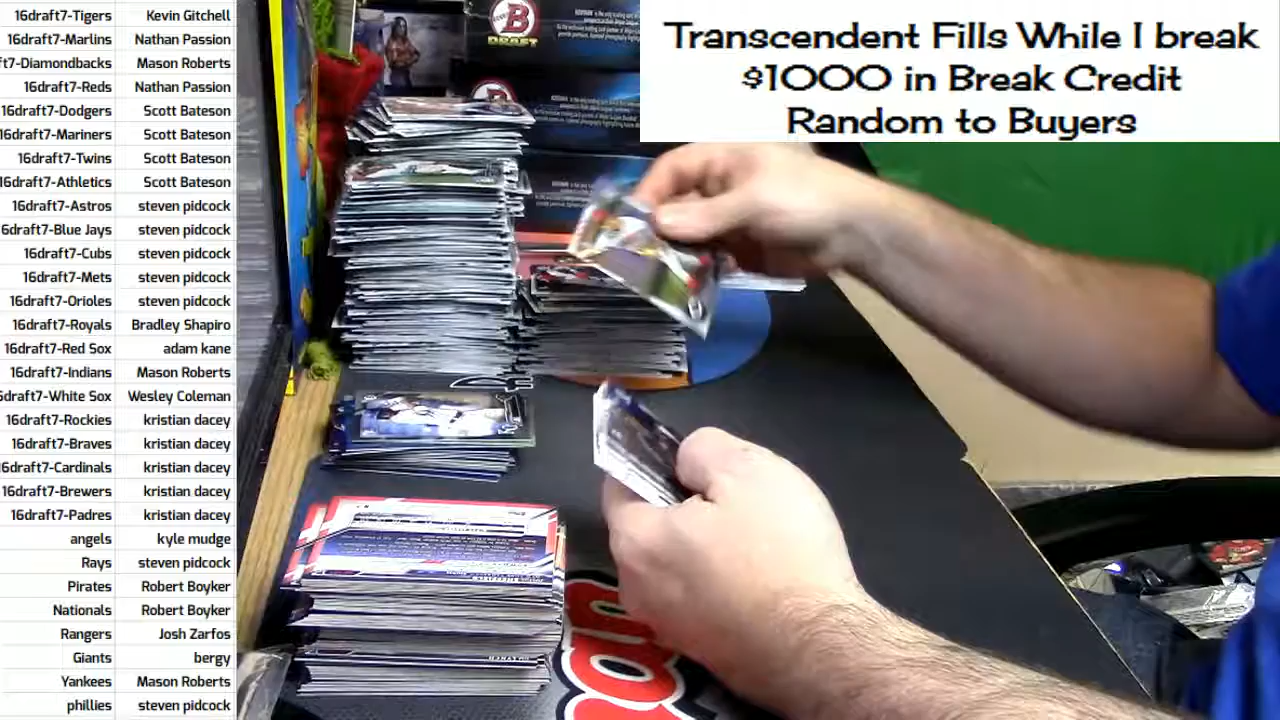 16draft7-Tigers Kevin Gitchell
16draft7-Marlins Nathan Passion
ft7-Diamondbacks Mason Roberts
16draft7-Reds Nathan Passion
16draft7-Dodgers Scott Bateson
16draft7-Mariners Scott Bateson
16draft7-Twins Scott Bateson
16draft7-Athletics Scott Bateson
16draft7-Astros steven pidcock
16draft7-Blue Jays steven pidcock
16draft7-Cubs steven pidcock
16draft7-Mets steven pidcock
16draft7-Orioles steven pidcock
16draft7-Royals Bradley Shapiro
16draft7-Red Sox adam kane
16draft7-Indians Mason Roberts
6draft7-White Sox Wesley Coleman
16draft7-Rockies kristian dacey
16draft7-Braves kristian dacey
6draft7-Cardinals kristian dacey
16draft7-Brewers kristian dacey
16draft7-Padres kristian dacey
angels kyle mudge
Rays steven pidcock
Pirates Robert Boyker
Nationals Robert Boyker
Rangers Josh Zarfos
Giants bergy
Yankees Mason Roberts
phillies steven pidcock
Transcendent Fills While I break
$1000 in Break Credit
Random to Buyers
B
DRAFT